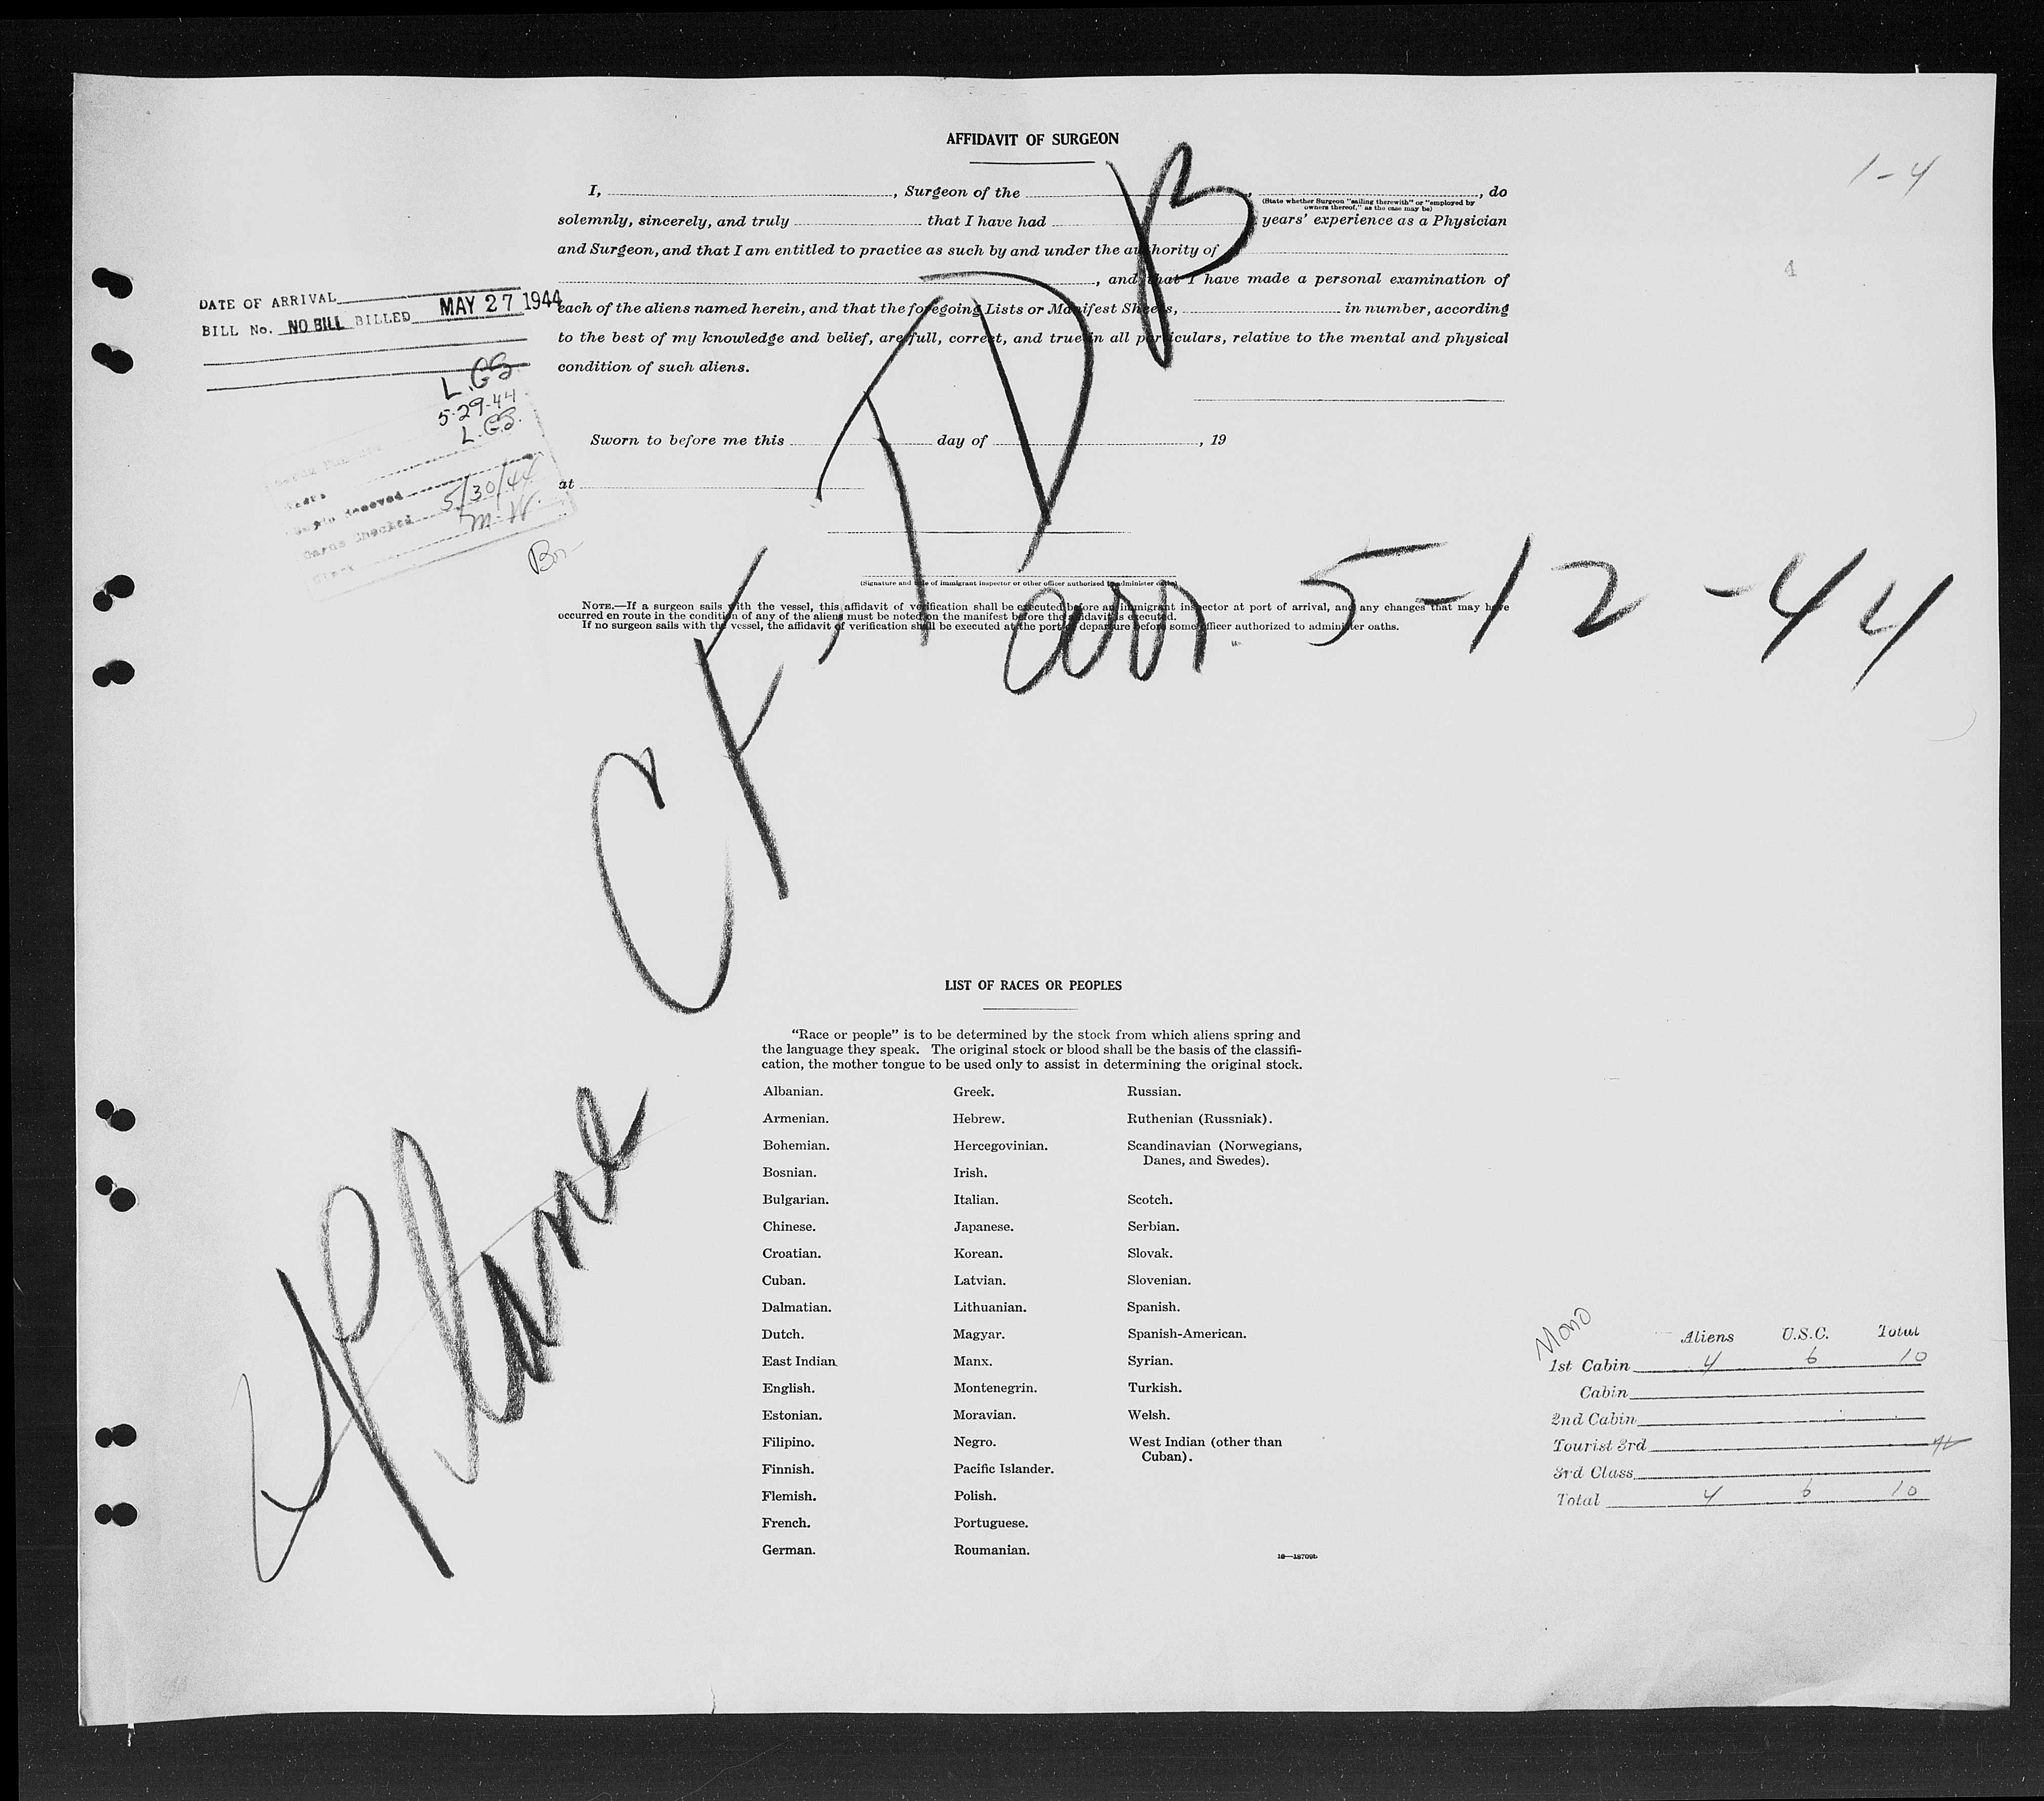 AFFIDAVIT OF SURGEON
1-4
I, , Surgeon of the , , do
(State whether Surgeon "sailing therewith" or "employed by
owners thereof," as the case may be)
solemnly, sincerely, and truly that I have had years' experience as a Physician
and Surgeon, and that I am entitled to practice as such by and under the authority of
, and that I have made a personal examination of
4
each of the aliens named herein, and that the foregoing Lists or Manifest Sheets, in number, according
to the best of my knowledge and belief, are full, correct, and true in all particulars, relative to the mental and physical
condition of such aliens.
Sworn to before me this day of , 19
at
(Signature and title of immigrant inspector or other officer authorized to administer oaths)
NOTE.—If a surgeon sails with the vessel, this affidavit of verification shall be executed before an immigrant inspector at port of arrival, and any changes that may have
occurred en route in the condition of any of the aliens must be noted on the manifest before the affidavit is executed.
If no surgeon sails with the vessel, the affidavit of verification shall be executed at the port of departure before some officer authorized to administer oaths.
DATE OF ARRIVAL
BILL No. NO BILL BILLED MAY 27 1944
L.G.B.
5-29-44
L.G.B.
Removed
Cards Checked 5/30/44
M.W.
Clerk
Plane CF, TDB
arr. 5-12-44
LIST OF RACES OR PEOPLES
"Race or people" is to be determined by the stock from which aliens spring and
the language they speak. The original stock or blood shall be the basis of the classifi-
cation, the mother tongue to be used only to assist in determining the original stock.
Albanian.
Armenian.
Bohemian.
Bosnian.
Bulgarian.
Chinese.
Croatian.
Cuban.
Dalmatian.
Dutch.
East Indian
English.
Estonian.
Filipino.
Finnish.
Flemish.
French.
German.
Greek.
Hebrew.
Hercegovinian.
Irish.
Italian.
Japanese.
Korean.
Latvian.
Lithuanian.
Magyar.
Manx.
Montenegrin.
Moravian.
Negro.
Pacific Islander.
Polish.
Portuguese.
Roumanian.
Russian.
Ruthenian (Russniak).
Scandinavian (Norwegians,
Danes, and Swedes).
Scotch.
Serbian.
Slovak.
Slovenian.
Spanish.
Spanish-American.
Syrian.
Turkish.
Welsh.
West Indian (other than
Cuban).
16—18709b
Mono
Aliens U.S.C. Total
1st Cabin 4 6 10
Cabin
2nd Cabin
Tourist 3rd
3rd Class
Total 4 6 10